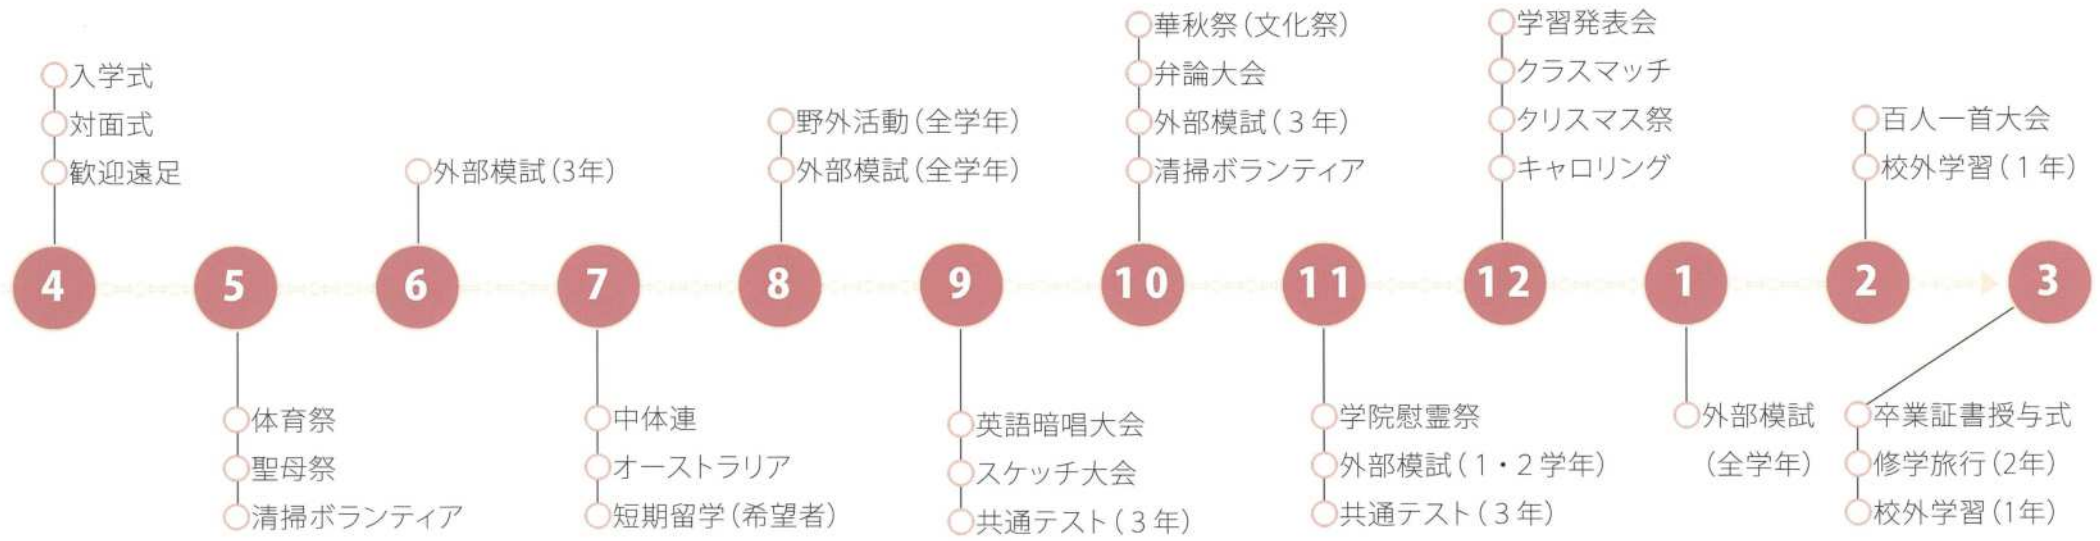 4
入学式
対面式
歓迎遠足
5
体育祭
聖母祭
清掃ボランティア
6
外部模試（3年）
7
中体連
オーストラリア
短期留学（希望者）
8
野外活動（全学年）
外部模試（全学年）
9
英語暗唱大会
スケッチ大会
共通テスト（３年）
10
華秋祭（文化祭）
弁論大会
外部模試（３年）
清掃ボランティア
11
学院慰霊祭
外部模試（１・２学年）
共通テスト（３年）
12
学習発表会
クラスマッチ
タリスマス祭
キャロリング
1
外部模試
（全学年）
2
百人一首大会
校外学習（１年）
3
卒業証書授与式
修学旅行（2年）
校外学習（1年）